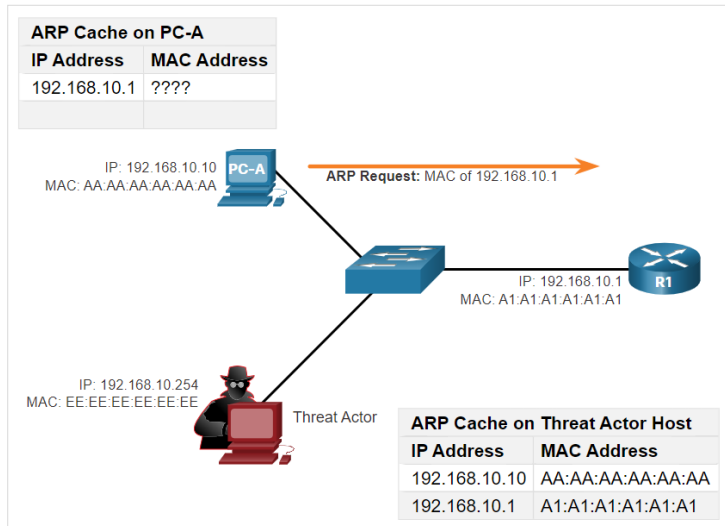 ARP Cache on PC-A
IP Address MAC Address
192.168.10.1 ????
IP: 192.168.10.10
MAC: AA:AA:AA:AA:AA:AA
PC-A
ARP Request: MAC of 192.168.10.1
IP: 192.168.10.1
MAC: A1:A1:A1:A1:A1:A1
R1
IP: 192.168.10.254
MAC: EE:EE:EE:EE:EE:EE
Threat Actor
ARP Cache on Threat Actor Host
IP Address MAC Address
192.168.10.10 AA:AA:AA:AA:AA:AA
192.168.10.1 A1:A1:A1:A1:A1:A1